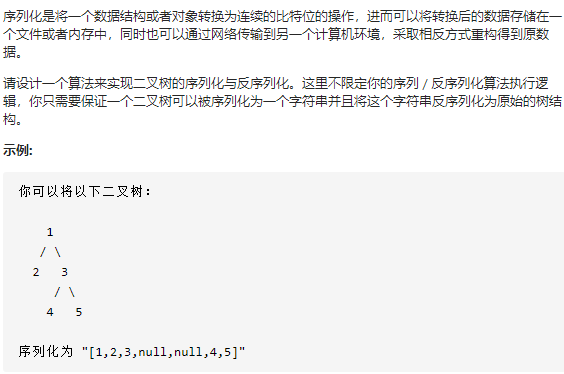 序列化是将一个数据结构或者对象转换为连续的比特位的操作，进而可以将转换后的数据存储在一
个文件或者内存中，同时也可以通过网络传输到另一个计算机环境，采取相反方式重构得到原数
据。
请设计一个算法来实现二叉树的序列化与反序列化。这里不限定你的序列 / 反序列化算法执行逻
辑，你只需要保证一个二叉树可以被序列化为一个字符串并且将这个字符串反序列化为原始的树结
构。
示例:
你可以将以下二叉树：
1
/ \
2 3
/ \
4 5
序列化为 "[1,2,3,null,null,4,5]"